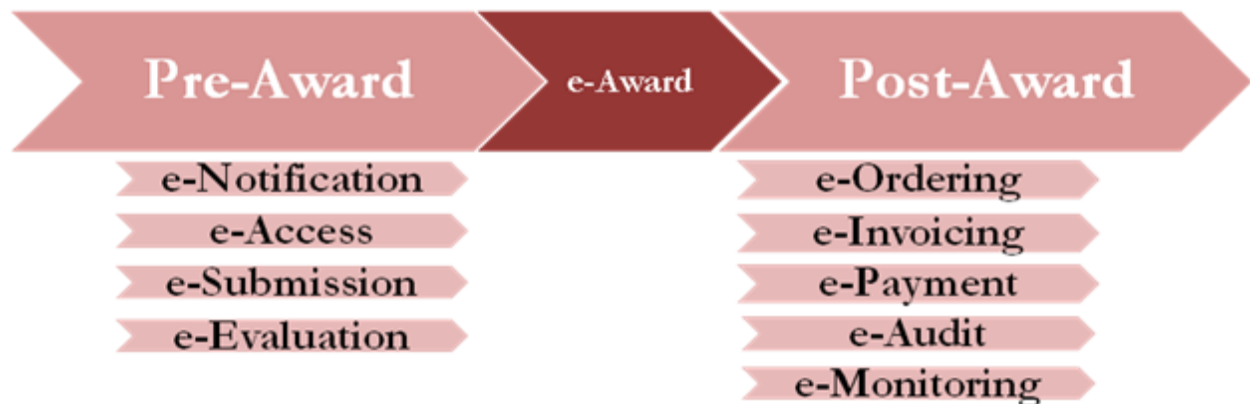 Pre-Award
e-Award
Post-Award
e-Notification
e-Access
e-Submission
e-Evaluation
e-Ordering
e-Invoicing
e-Payment
e-Audit
e-Monitoring